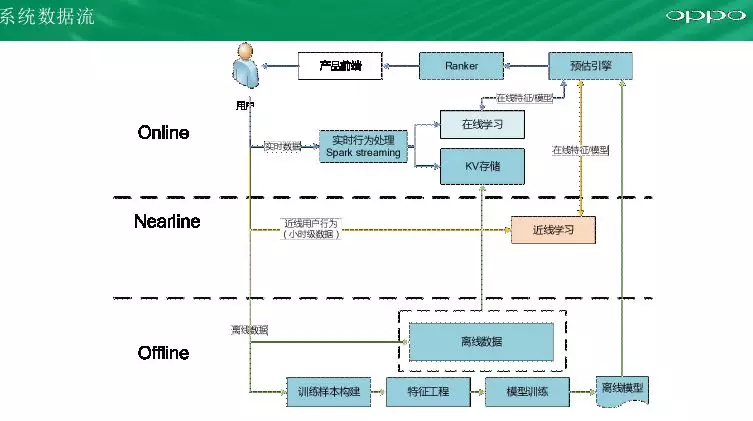 系统数据流
oppo
产品前端
Ranker
预估引擎
用户
在线特征/模型
Online
实时数据
实时行为处理
Spark streaming
在线学习
在线特征/模型
KV存储
Nearline
近线用户行为
（小时级数据）
近线学习
离线数据
Offline
离线数据
训练样本构建
特征工程
模型训练
离线模型